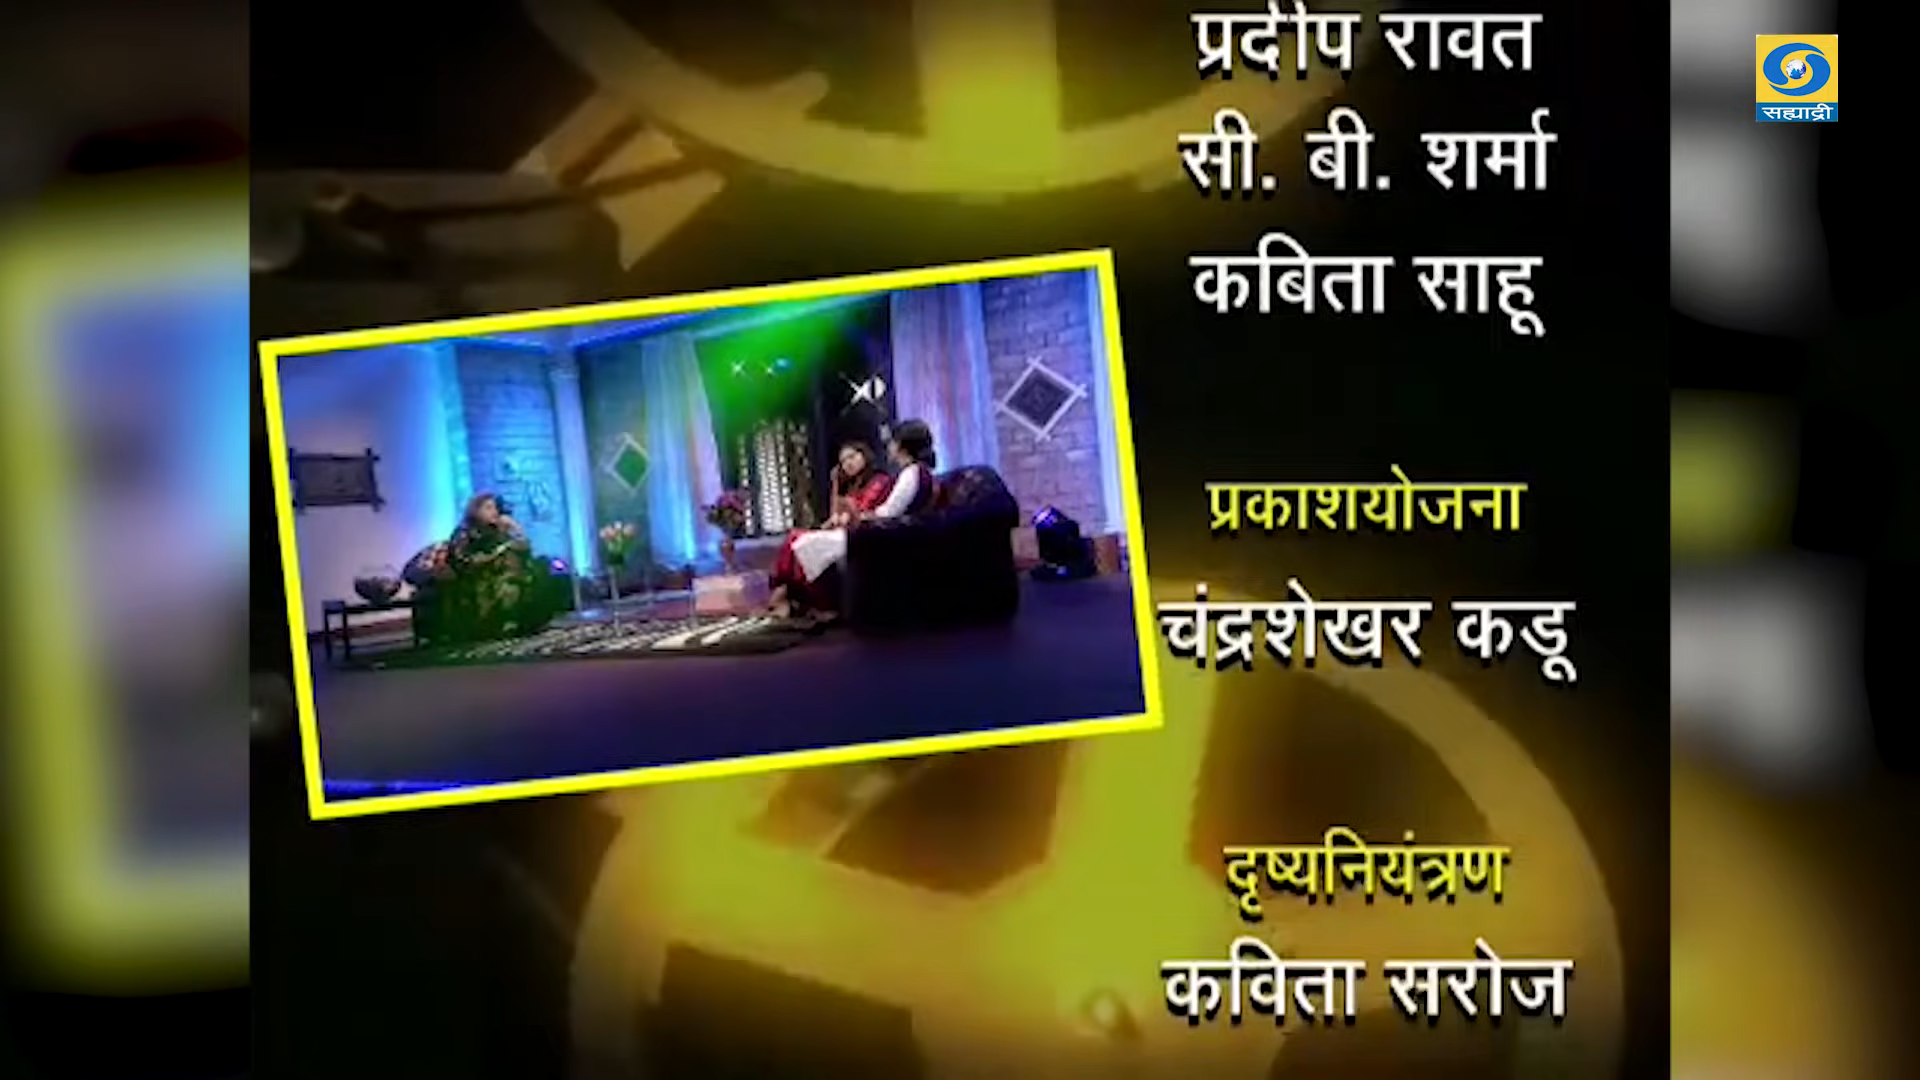 प्रदीप रावत
सह्याद्री
सी. बी. शर्मा
कबिता साहू
प्रकाशयोजना
चंद्रशेखर कडू
दृष्यनियंत्रण
कविता सरोज